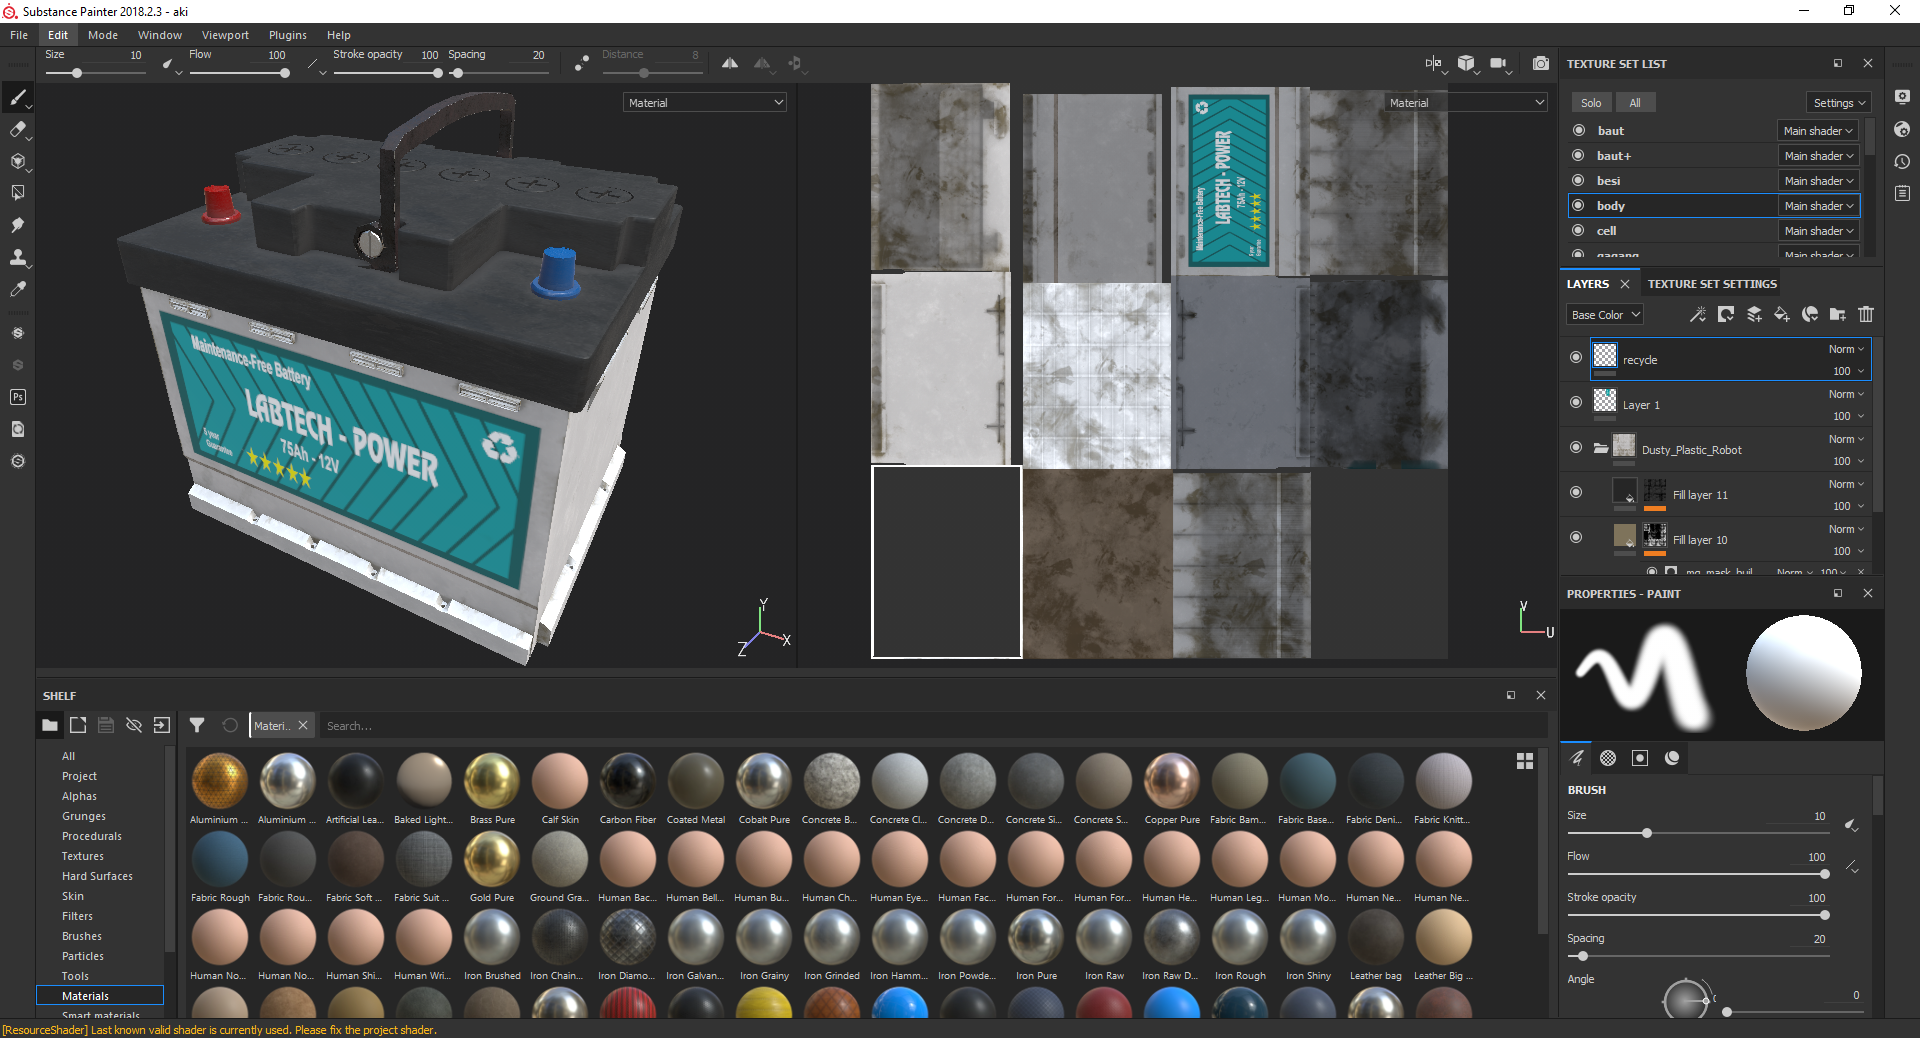 Substance Painter 2018.2.3 - aki
File Edit Mode Window Viewport Plugins Help
Size 10 Flow 100 Stroke opacity 100 Spacing 20 Distance 8
Material
Maintenance-Free Battery
LABTECH - POWER
75Ah - 12V
5 year
Guarantee
Y
X
Z
Material
Maintenance-Free Battery
LABTECH - POWER
75Ah - 12V
V
U
TEXTURE SET LIST
Solo All Settings
baut Main shader
baut+ Main shader
besi Main shader
body Main shader
cell Main shader
gagang
LAYERS TEXTURE SET SETTINGS
Base Color
recycle Norm 100
Layer 1 Norm 100
Dusty_Plastic_Robot Norm 100
Fill layer 11 Norm 100
Fill layer 10 Norm 100
mg_mask_buil... Norm 100
PROPERTIES - PAINT
BRUSH
Size 10
Flow 100
Stroke opacity 100
Spacing 20
Angle 0
SHELF
Materi... Search...
All
Project
Alphas
Grunges
Procedurals
Textures
Hard Surfaces
Skin
Filters
Brushes
Particles
Tools
Materials
Smart materials
Aluminium ... Aluminium ... Artificial Lea... Baked Light... Brass Pure Calf Skin Carbon Fiber Coated Metal Cobalt Pure Concrete B... Concrete Cl... Concrete D... Concrete Si... Concrete S... Copper Pure Fabric Bam... Fabric Base... Fabric Deni... Fabric Knitt...
Fabric Rough Fabric Rou... Fabric Soft ... Fabric Suit ... Gold Pure Ground Gra... Human Bac... Human Bell... Human Bu... Human Ch... Human Eye... Human Fac... Human For... Human For... Human He... Human Leg... Human Mo... Human Ne... Human Ne...
Human No... Human No... Human Shi... Human Wri... Iron Brushed Iron Chain... Iron Diamo... Iron Galvan... Iron Grainy Iron Grinded Iron Hamm... Iron Powde... Iron Pure Iron Raw Iron Raw D... Iron Rough Iron Shiny Leather bag Leather Big ...
[ResourceShader] Last known valid shader is currently used. Please fix the project shader.